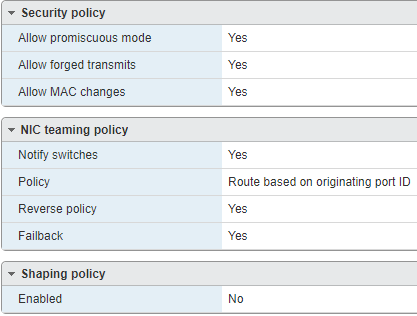 Security policy
Allow promiscuous mode Yes
Allow forged transmits Yes
Allow MAC changes Yes
NIC teaming policy
Notify switches Yes
Policy Route based on originating port ID
Reverse policy Yes
Failback Yes
Shaping policy
Enabled No